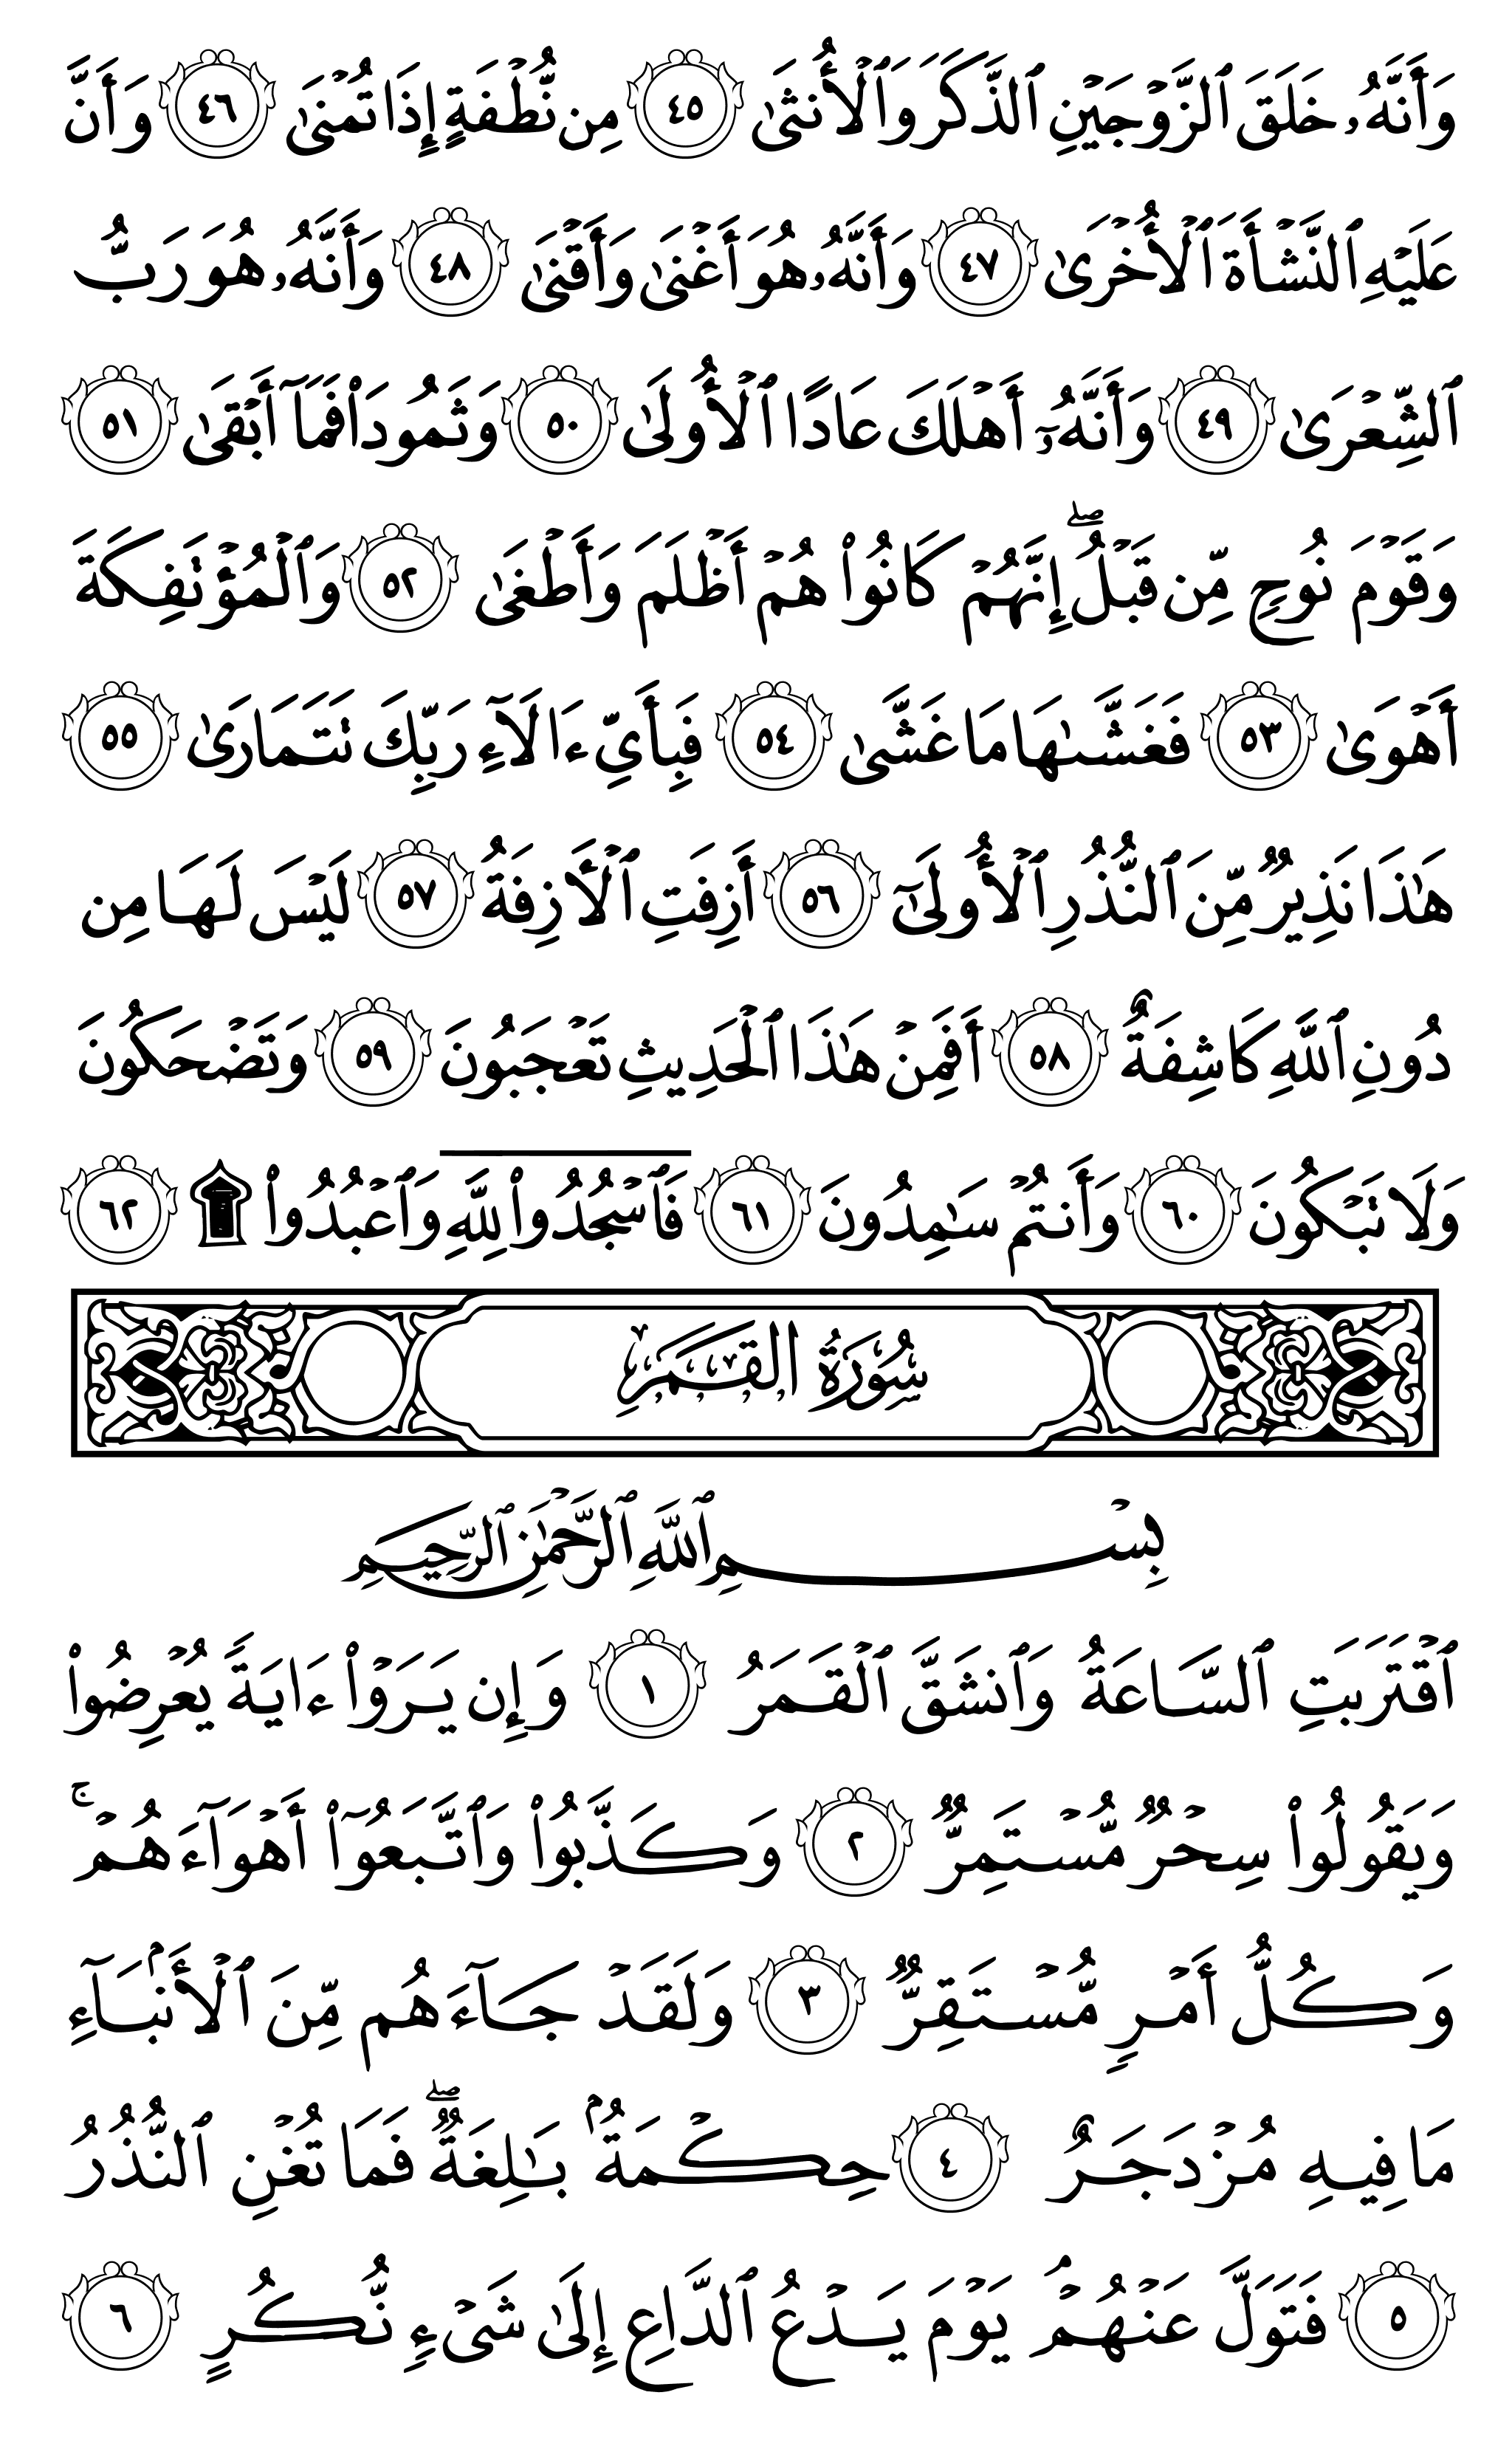 وَأَنَّهُۥ خَلَقَ ٱلزَّوۡجَيۡنِ ٱلذَّكَرَ وَٱلۡأُنثَىٰ ٤٥ مِن نُّطۡفَةٍ إِذَا تُمۡنَىٰ ٤٦ وَأَنَّ
عَلَيۡهِ ٱلنَّشۡأَةَ ٱلۡأُخۡرَىٰ ٤٧ وَأَنَّهُۥ هُوَ أَغۡنَىٰ وَأَقۡنَىٰ ٤٨ وَأَنَّهُۥ هُوَ رَبُّ
ٱلشِّعۡرَىٰ ٤٩ وَأَنَّهُۥٓ أَهۡلَكَ عَادًا ٱلۡأُولَىٰ ٥٠ وَثَمُودَاْ فَمَآ أَبۡقَىٰ ٥١
وَقَوۡمَ نُوحٖ مِّن قَبۡلُۖ إِنَّهُمۡ كَانُواْ هُمۡ أَظۡلَمَ وَأَطۡغَىٰ ٥٢ وَٱلۡمُؤۡتَفِكَةَ
أَهۡوَىٰ ٥٣ فَغَشَّىٰهَا مَا غَشَّىٰ ٥٤ فَبِأَيِّ ءَالَآءِ رَبِّكَ تَتَمَارَىٰ ٥٥
هَٰذَا نَذِيرٞ مِّنَ ٱلنُّذُرِ ٱلۡأُولَىٰٓ ٥٦ أَزِفَتِ ٱلۡأٓزِفَةُ ٥٧ لَيۡسَ لَهَا مِن
دُونِ ٱللَّهِ كَاشِفَةٌ ٥٨ أَفَمِنۡ هَٰذَا ٱلۡحَدِيثِ تَعۡجَبُونَ ٥٩ وَتَضۡحَكُونَ
وَلَا تَبۡكُونَ ٦٠ وَأَنتُمۡ سَٰمِدُونَ ٦١ فَٱسۡجُدُواْۤ لِلَّهِۤ وَٱعۡبُدُواْ ۩ ٦٢
سُورَةُ القَمَرِ
بِسۡمِ ٱللَّهِ ٱلرَّحۡمَٰنِ ٱلرَّحِيمِ
ٱقۡتَرَبَتِ ٱلسَّاعَةُ وَٱنشَقَّ ٱلۡقَمَرُ ١ وَإِن يَرَوۡاْ ءَايَةٗ يُعۡرِضُواْ
وَيَقُولُواْ سِحۡرٞ مُّسۡتَمِرّٞ ٢ وَكَذَّبُواْ وَٱتَّبَعُوٓاْ أَهۡوَآءَهُمۡۚ
وَكُلُّ أَمۡرٖ مُّسۡتَقِرّٞ ٣ وَلَقَدۡ جَآءَهُم مِّنَ ٱلۡأَنۢبَآءِ
مَا فِيهِ مُزۡدَجَرٌ ٤ حِكۡمَةُۢ بَٰلِغَةٞۖ فَمَا تُغۡنِ ٱلنُّذُرُ
٥ فَتَوَلَّ عَنۡهُمۡۘ يَوۡمَ يَدۡعُ ٱلدَّاعِ إِلَىٰ شَيۡءٖ نُّكُرٍ ٦